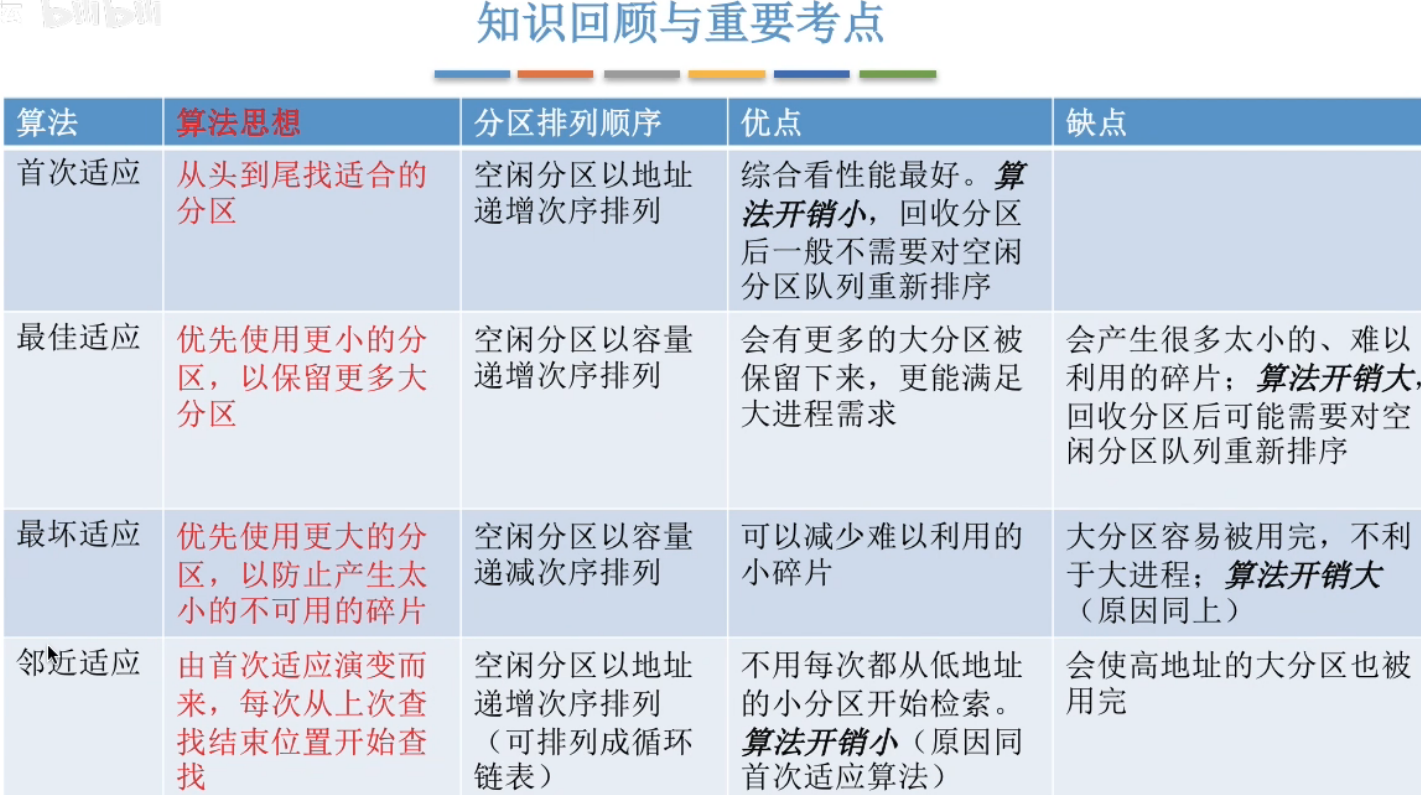 知识回顾与重要考点
算法
算法思想
分区排列顺序
优点
缺点
首次适应
从头到尾找适合的
分区
空闲分区以地址
递增次序排列
综合看性能最好。算
法开销小，回收分区
后一般不需要对空闲
分区队列重新排序
最佳适应
优先使用更小的分
区，以保留更多大
分区
空闲分区以容量
递增次序排列
会有更多的大分区被
保留下来，更能满足
大进程需求
会产生很多太小的、难以
利用的碎片；算法开销大，
回收分区后可能需要对空
闲分区队列重新排序
最坏适应
优先使用更大的分
区，以防止产生太
小的不可用的碎片
空闲分区以容量
递减次序排列
可以减少难以利用的
小碎片
大分区容易被用完，不利
于大进程；算法开销大
（原因同上）
邻近适应
由首次适应演变而
来，每次从上次查
找结束位置开始查
找
空闲分区以地址
递增次序排列
（可排列成循环
链表）
不用每次都从低地址
的小分区开始检索。
算法开销小（原因同
首次适应算法）
会使高地址的大分区也被
用完